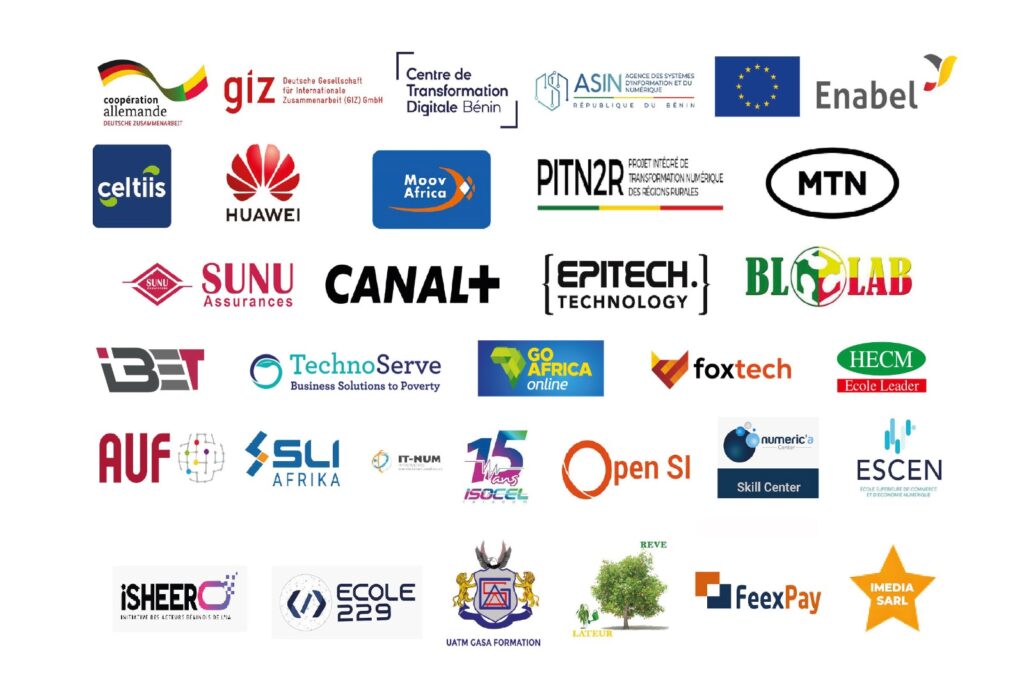 coopération
allemande
DEUTSCHE ZUSAMMENARBEIT
giz
Deutsche Gesellschaft
für Internationale
Zusammenarbeit (GIZ) GmbH
Centre de
Transformation
Digitale Bénin
ASIN
AGENCE DES SYSTÈMES
D'INFORMATION ET DU
NUMÉRIQUE
RÉPUBLIQUE DU BÉNIN
Enabel
celtiis
HUAWEI
Moov
Africa
PITN2R
PROJET INTÉGRÉ DE
TRANSFORMATION NUMÉRIQUE
DES RÉGIONS RURALES
MTN
SUNU
SUNU
Assurances
CANAL+
{EPITECH.}
TECHNOLOGY
BLOLAB
iBET
TechnoServe
Business Solutions to Poverty
GO
AFRICA
online
foxtech
HECM
Ecole Leader
AUF
SLI
AFRIKA
IT-NUM
15
ans
ISOCEL
TELECOM
Open SI
numeric'a
Center
Skill Center
ESCEN
ECOLE SUPERIEURE DE COMMERCE
ET D'ECONOMIE NUMERIQUE
iSHEERO
INITIATIVE DES ACTEURS BÉNINOIS DE L'IA
ECOLE
229
UATM GASA FORMATION
REVE
LATEUR
FeexPay
IMEDIA
SARL